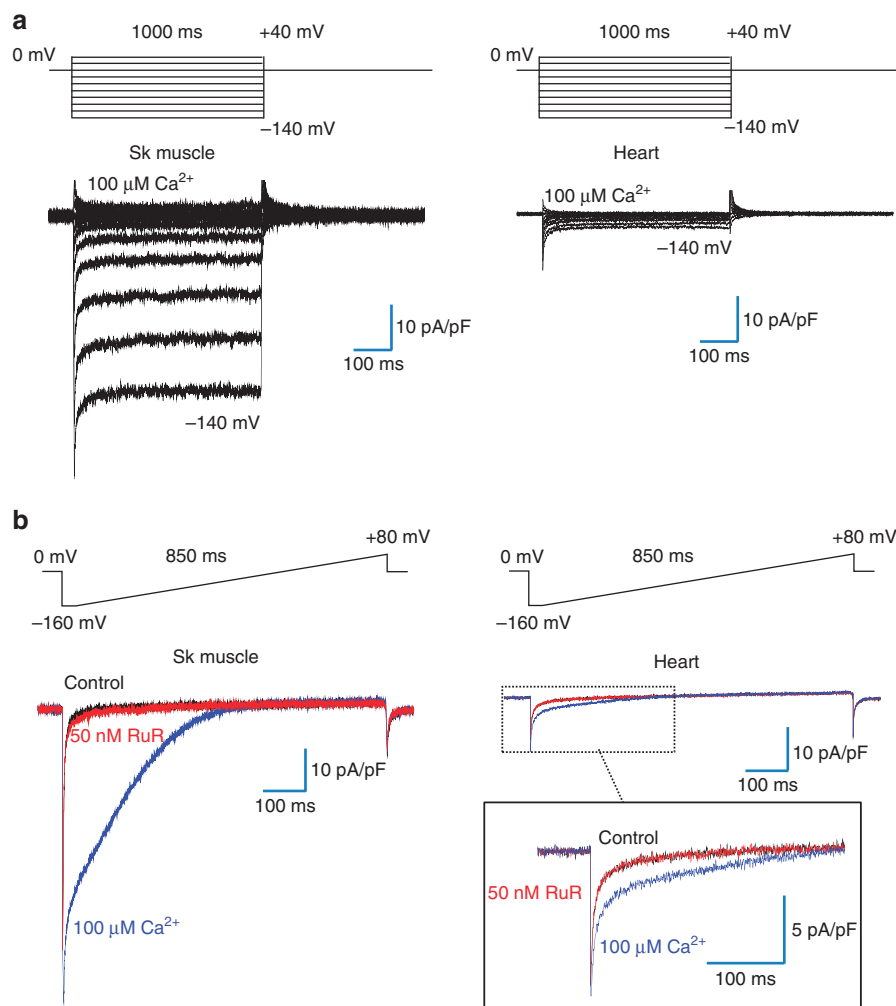 a
1000 ms
+40 mV
0 mV
−140 mV
Sk muscle
100 μM Ca²⁺
−140 mV
10 pA/pF
100 ms
1000 ms
+40 mV
0 mV
−140 mV
Heart
100 μM Ca²⁺
−140 mV
10 pA/pF
100 ms
b
+80 mV
0 mV
850 ms
−160 mV
Sk muscle
Control
50 nM RuR
10 pA/pF
100 ms
100 μM Ca²⁺
+80 mV
0 mV
850 ms
−160 mV
Heart
10 pA/pF
100 ms
Control
50 nM RuR
100 μM Ca²⁺
5 pA/pF
100 ms